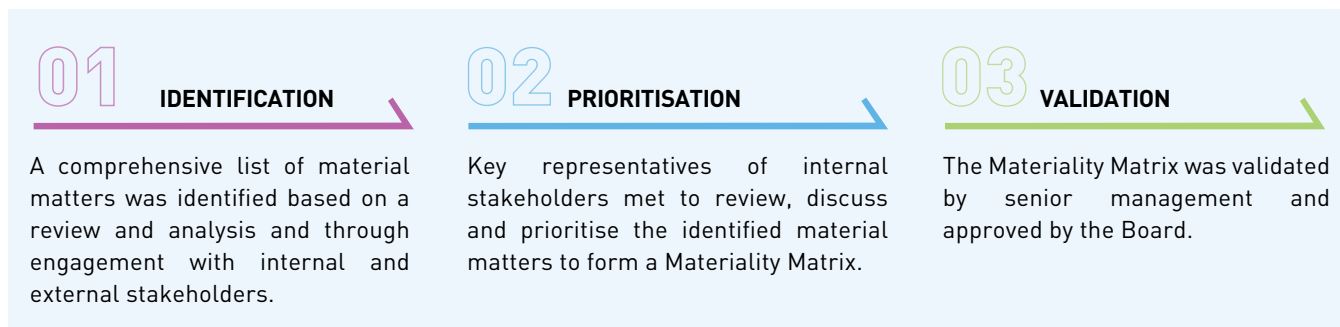 01 IDENTIFICATION
A comprehensive list of material
matters was identified based on a
review and analysis and through
engagement with internal and
external stakeholders.
02 PRIORITISATION
Key representatives of internal
stakeholders met to review, discuss
and prioritise the identified material
matters to form a Materiality Matrix.
03 VALIDATION
The Materiality Matrix was validated
by senior management and
approved by the Board.